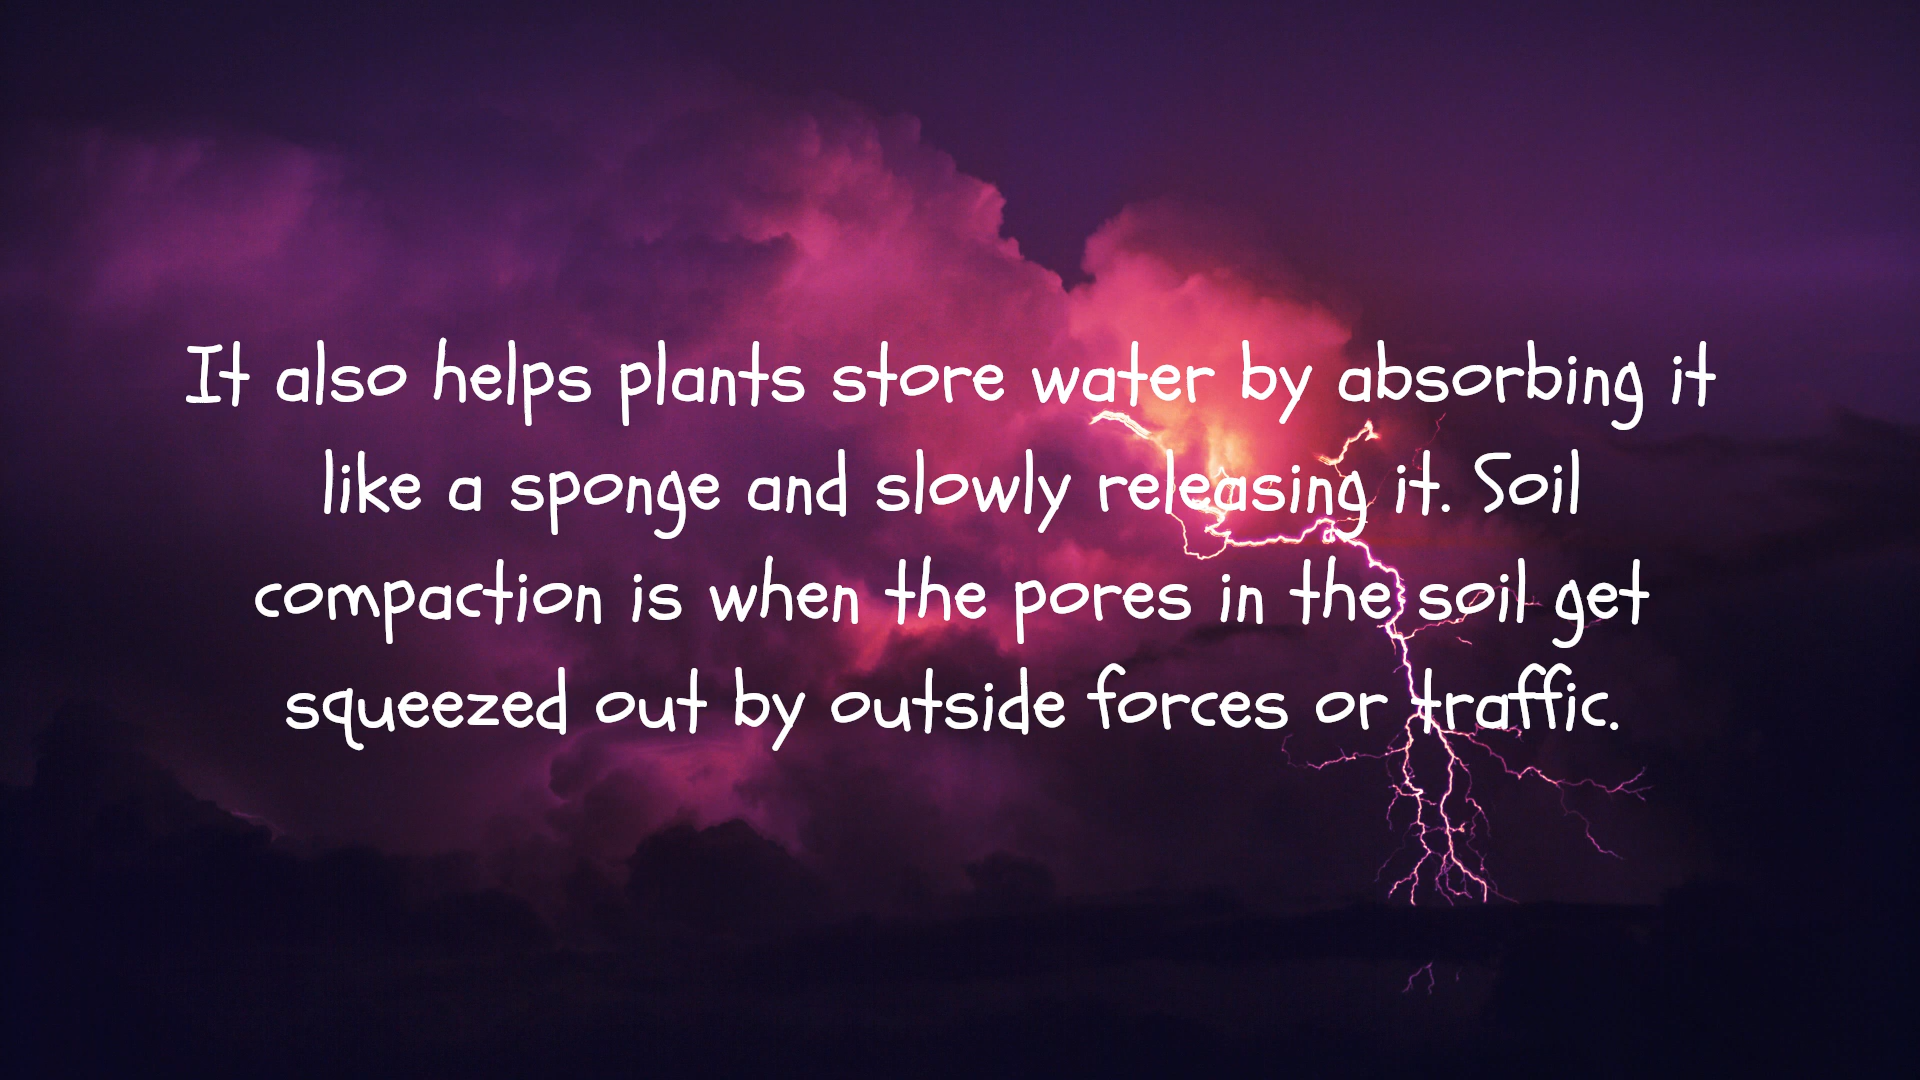 It also helps plants store water by absorbing it
like a sponge and slowly releasing it. Soil
compaction is when the pores in the soil get
squeezed out by outside forces or traffic.